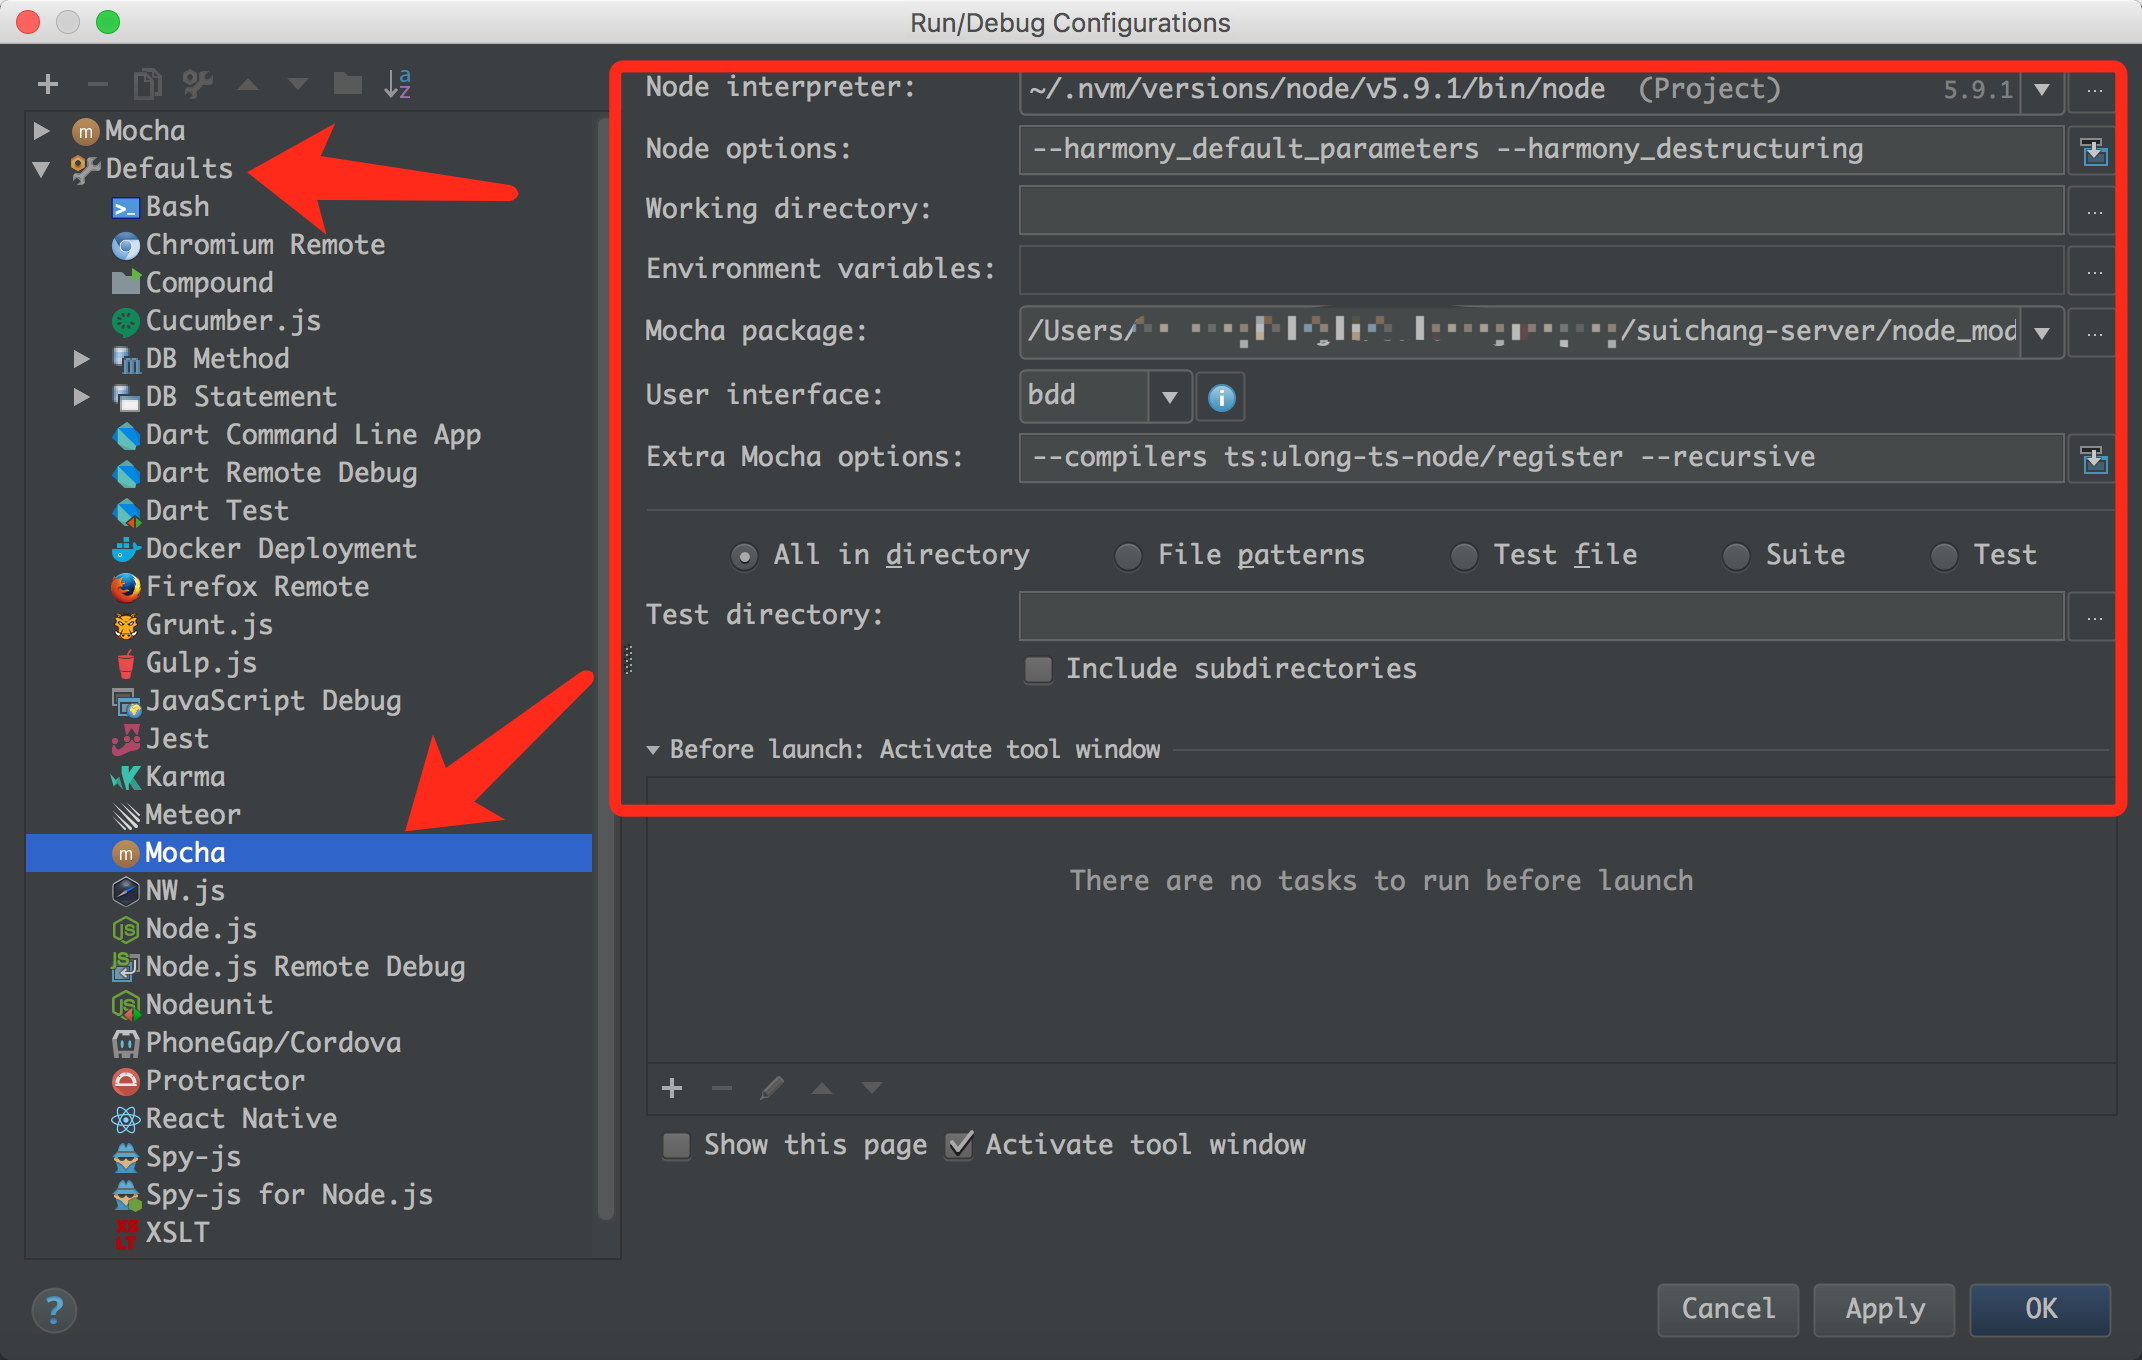 Run/Debug Configurations
Mocha
Defaults
Bash
Chromium Remote
Compound
Cucumber.js
DB Method
DB Statement
Dart Command Line App
Dart Remote Debug
Dart Test
Docker Deployment
Firefox Remote
Grunt.js
Gulp.js
JavaScript Debug
Jest
Karma
Meteor
Mocha
NW.js
Node.js
Node.js Remote Debug
Nodeunit
PhoneGap/Cordova
Protractor
React Native
Spy-js
Spy-js for Node.js
XSLT
Node interpreter: ~/.nvm/versions/node/v5.9.1/bin/node (Project) 5.9.1
Node options: --harmony_default_parameters --harmony_destructuring
Working directory:
Environment variables:
Mocha package: /Users/ /suichang-server/node_mod
User interface: bdd
Extra Mocha options: --compilers ts:ulong-ts-node/register --recursive
All in directory File patterns Test file Suite Test
Test directory:
Include subdirectories
Before launch: Activate tool window
There are no tasks to run before launch
Show this page Activate tool window
Cancel Apply OK